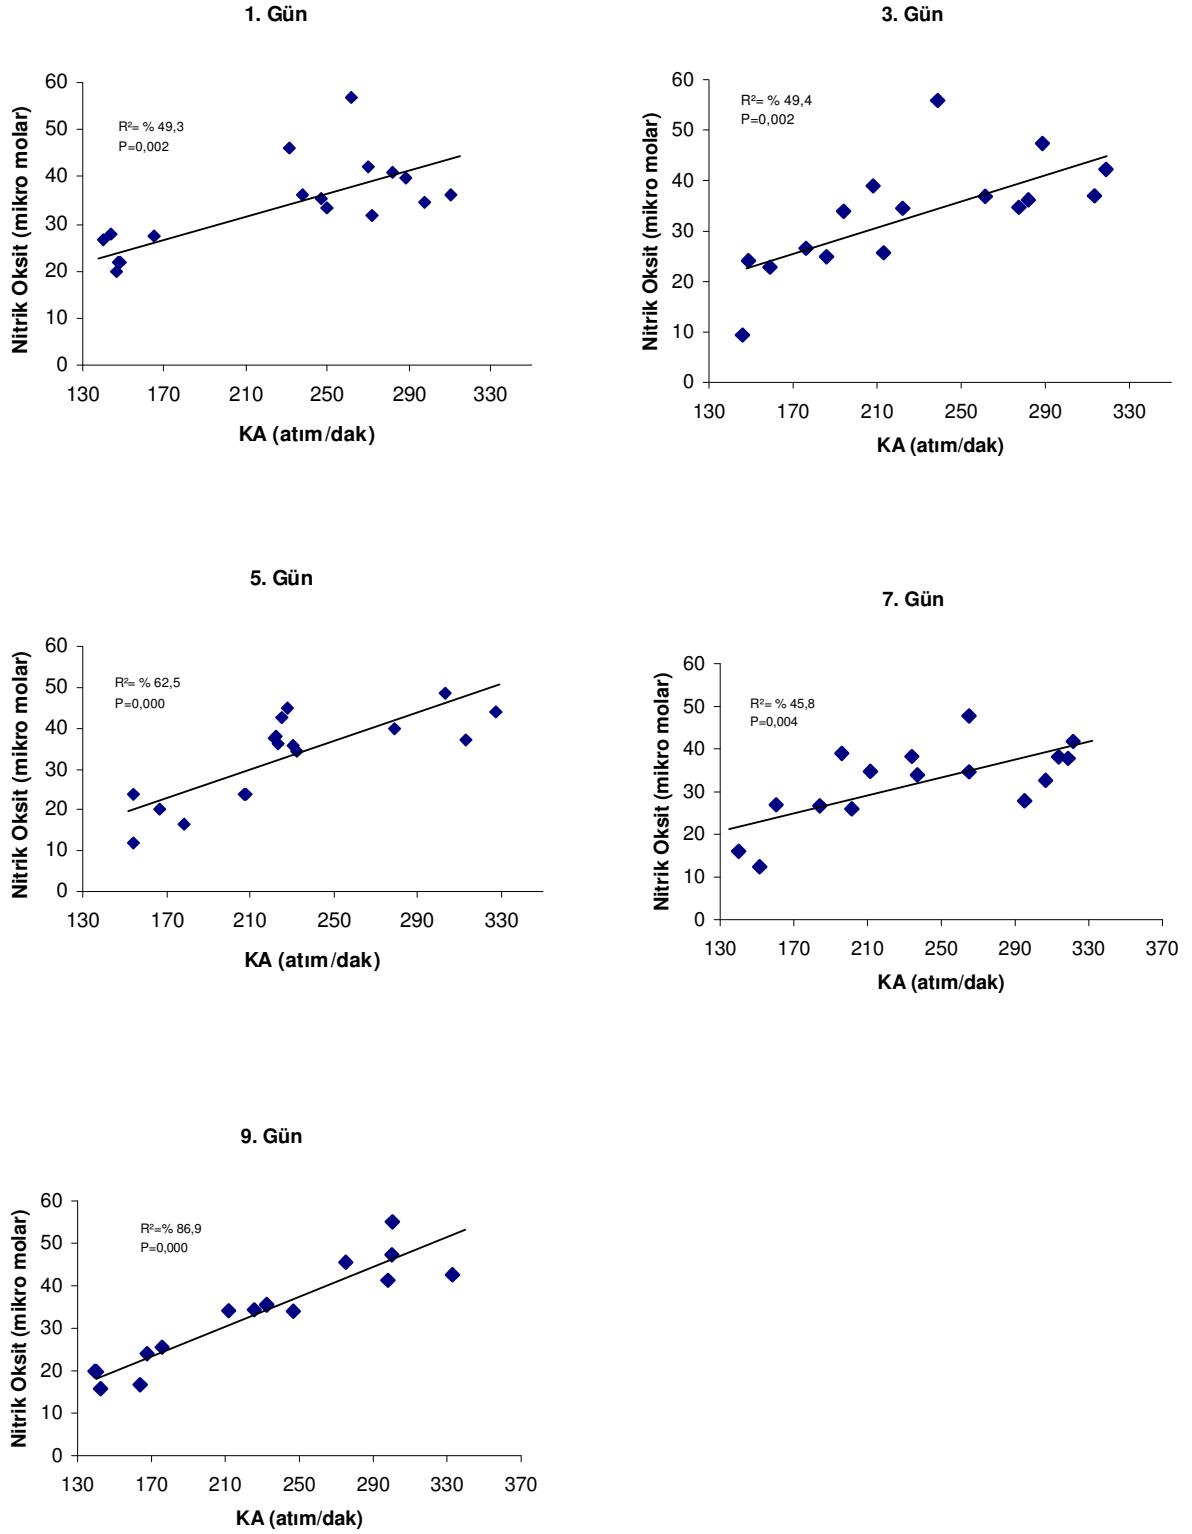 1. Gün
60
50
40
30
20
10
0
R²= % 49,3
P=0,002
Nitrik Oksit (mikro molar)
130 170 210 250 290 330
KA (atım/dak)
3. Gün
60
50
40
30
20
10
0
R²= % 49,4
P=0,002
Nitrik Oksit (mikro molar)
130 170 210 250 290 330
KA (atım/dak)
5. Gün
60
50
40
30
20
10
0
R²= % 62,5
P=0,000
Nitrik Oksit (mikro molar)
130 170 210 250 290 330
KA (atım/dak)
7. Gün
60
50
40
30
20
10
0
R²= % 45,8
P=0,004
Nitrik Oksit (mikro molar)
130 170 210 250 290 330 370
KA (atım/dak)
9. Gün
60
50
40
30
20
10
0
R²=% 86,9
P=0,000
Nitrik Oksit (mikro molar)
130 170 210 250 290 330 370
KA (atım/dak)